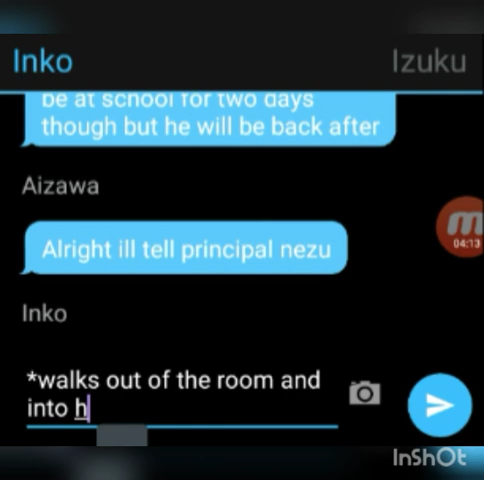 Inko Izuku
be at school for two days
though but he will be back after
Aizawa
Alright ill tell principal nezu
04:13
Inko
*walks out of the room and
into h
InShOt